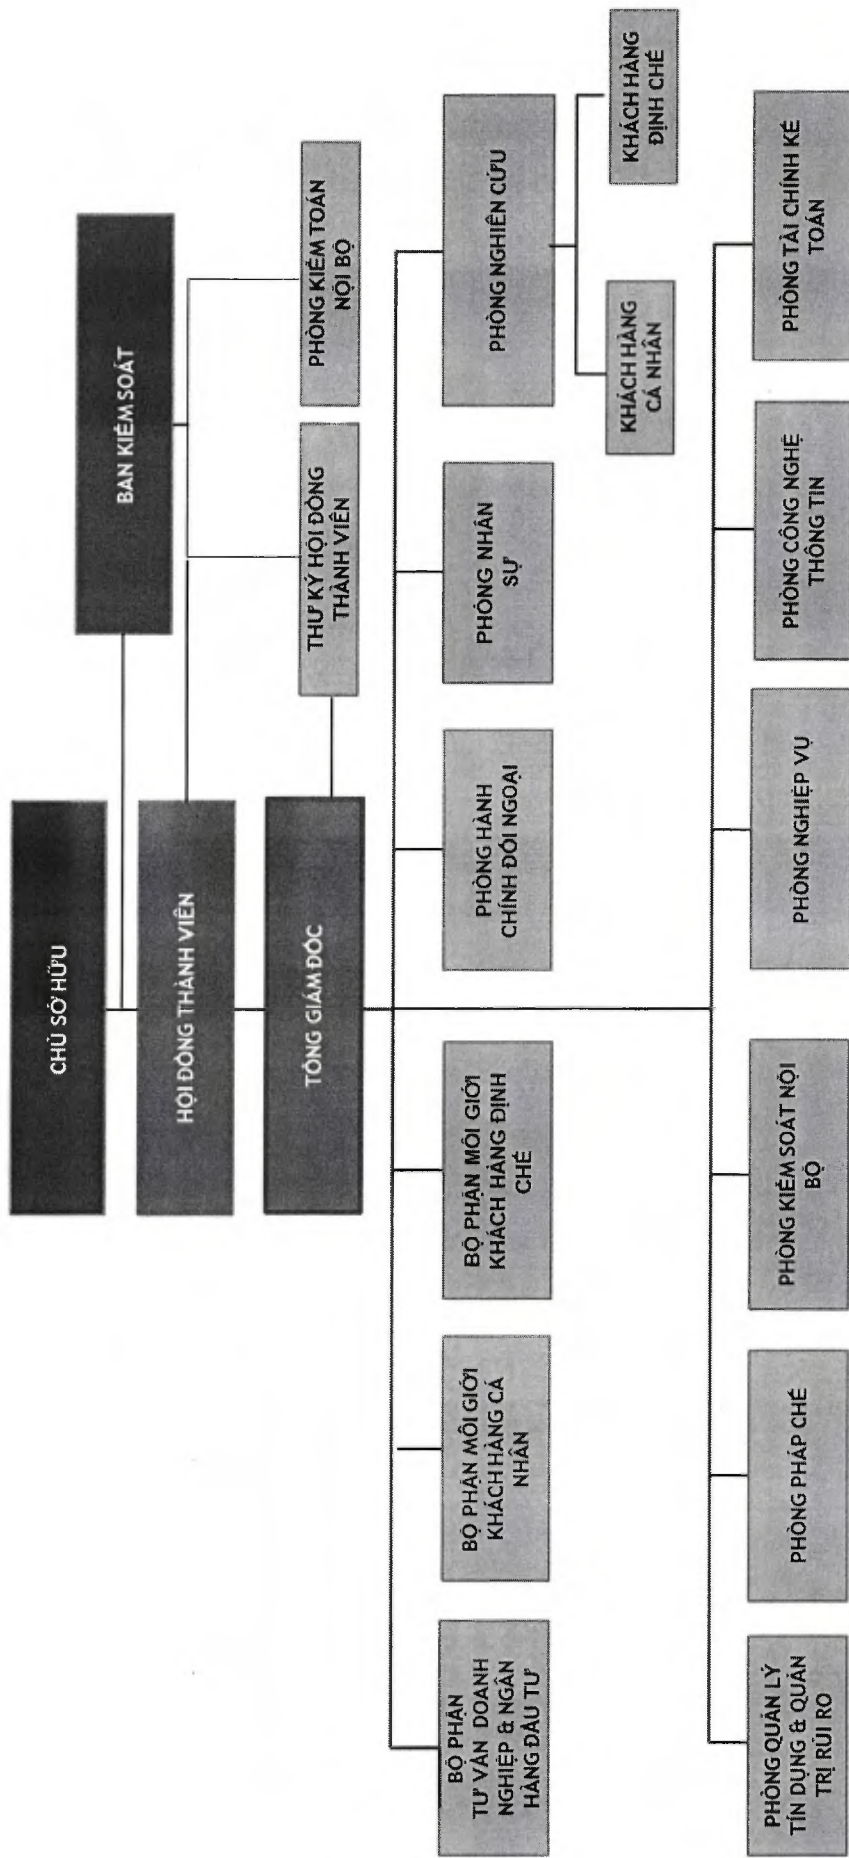 CHỦ SỞ HỮU
BAN KIỂM SOÁT
HỘI ĐỒNG THÀNH VIÊN
TỔNG GIÁM ĐỐC
THƯ KÝ HỘI ĐỒNG
THÀNH VIÊN
PHÒNG KIỂM TOÁN
NỘI BỘ
BỘ PHẬN
TƯ VẤN DOANH
NGHIỆP & NGÂN
HÀNG ĐẦU TƯ
BỘ PHẬN MÔI GIỚI
KHÁCH HÀNG CÁ
NHÂN
BỘ PHẬN MÔI GIỚI
KHÁCH HÀNG ĐỊNH
CHẾ
PHÒNG HÀNH
CHÍNH ĐỐI NGOẠI
PHÒNG NHÂN
SỰ
PHÒNG NGHIÊN CỨU
KHÁCH HÀNG
CÁ NHÂN
KHÁCH HÀNG
ĐỊNH CHẾ
PHÒNG QUẢN LÝ
TÍN DỤNG & QUẢN
TRỊ RỦI RO
PHÒNG PHÁP CHẾ
PHÒNG KIỂM SOÁT NỘI
BỘ
PHÒNG NGHIỆP VỤ
PHÒNG CÔNG NGHỆ
THÔNG TIN
PHÒNG TÀI CHÍNH KẾ
TOÁN